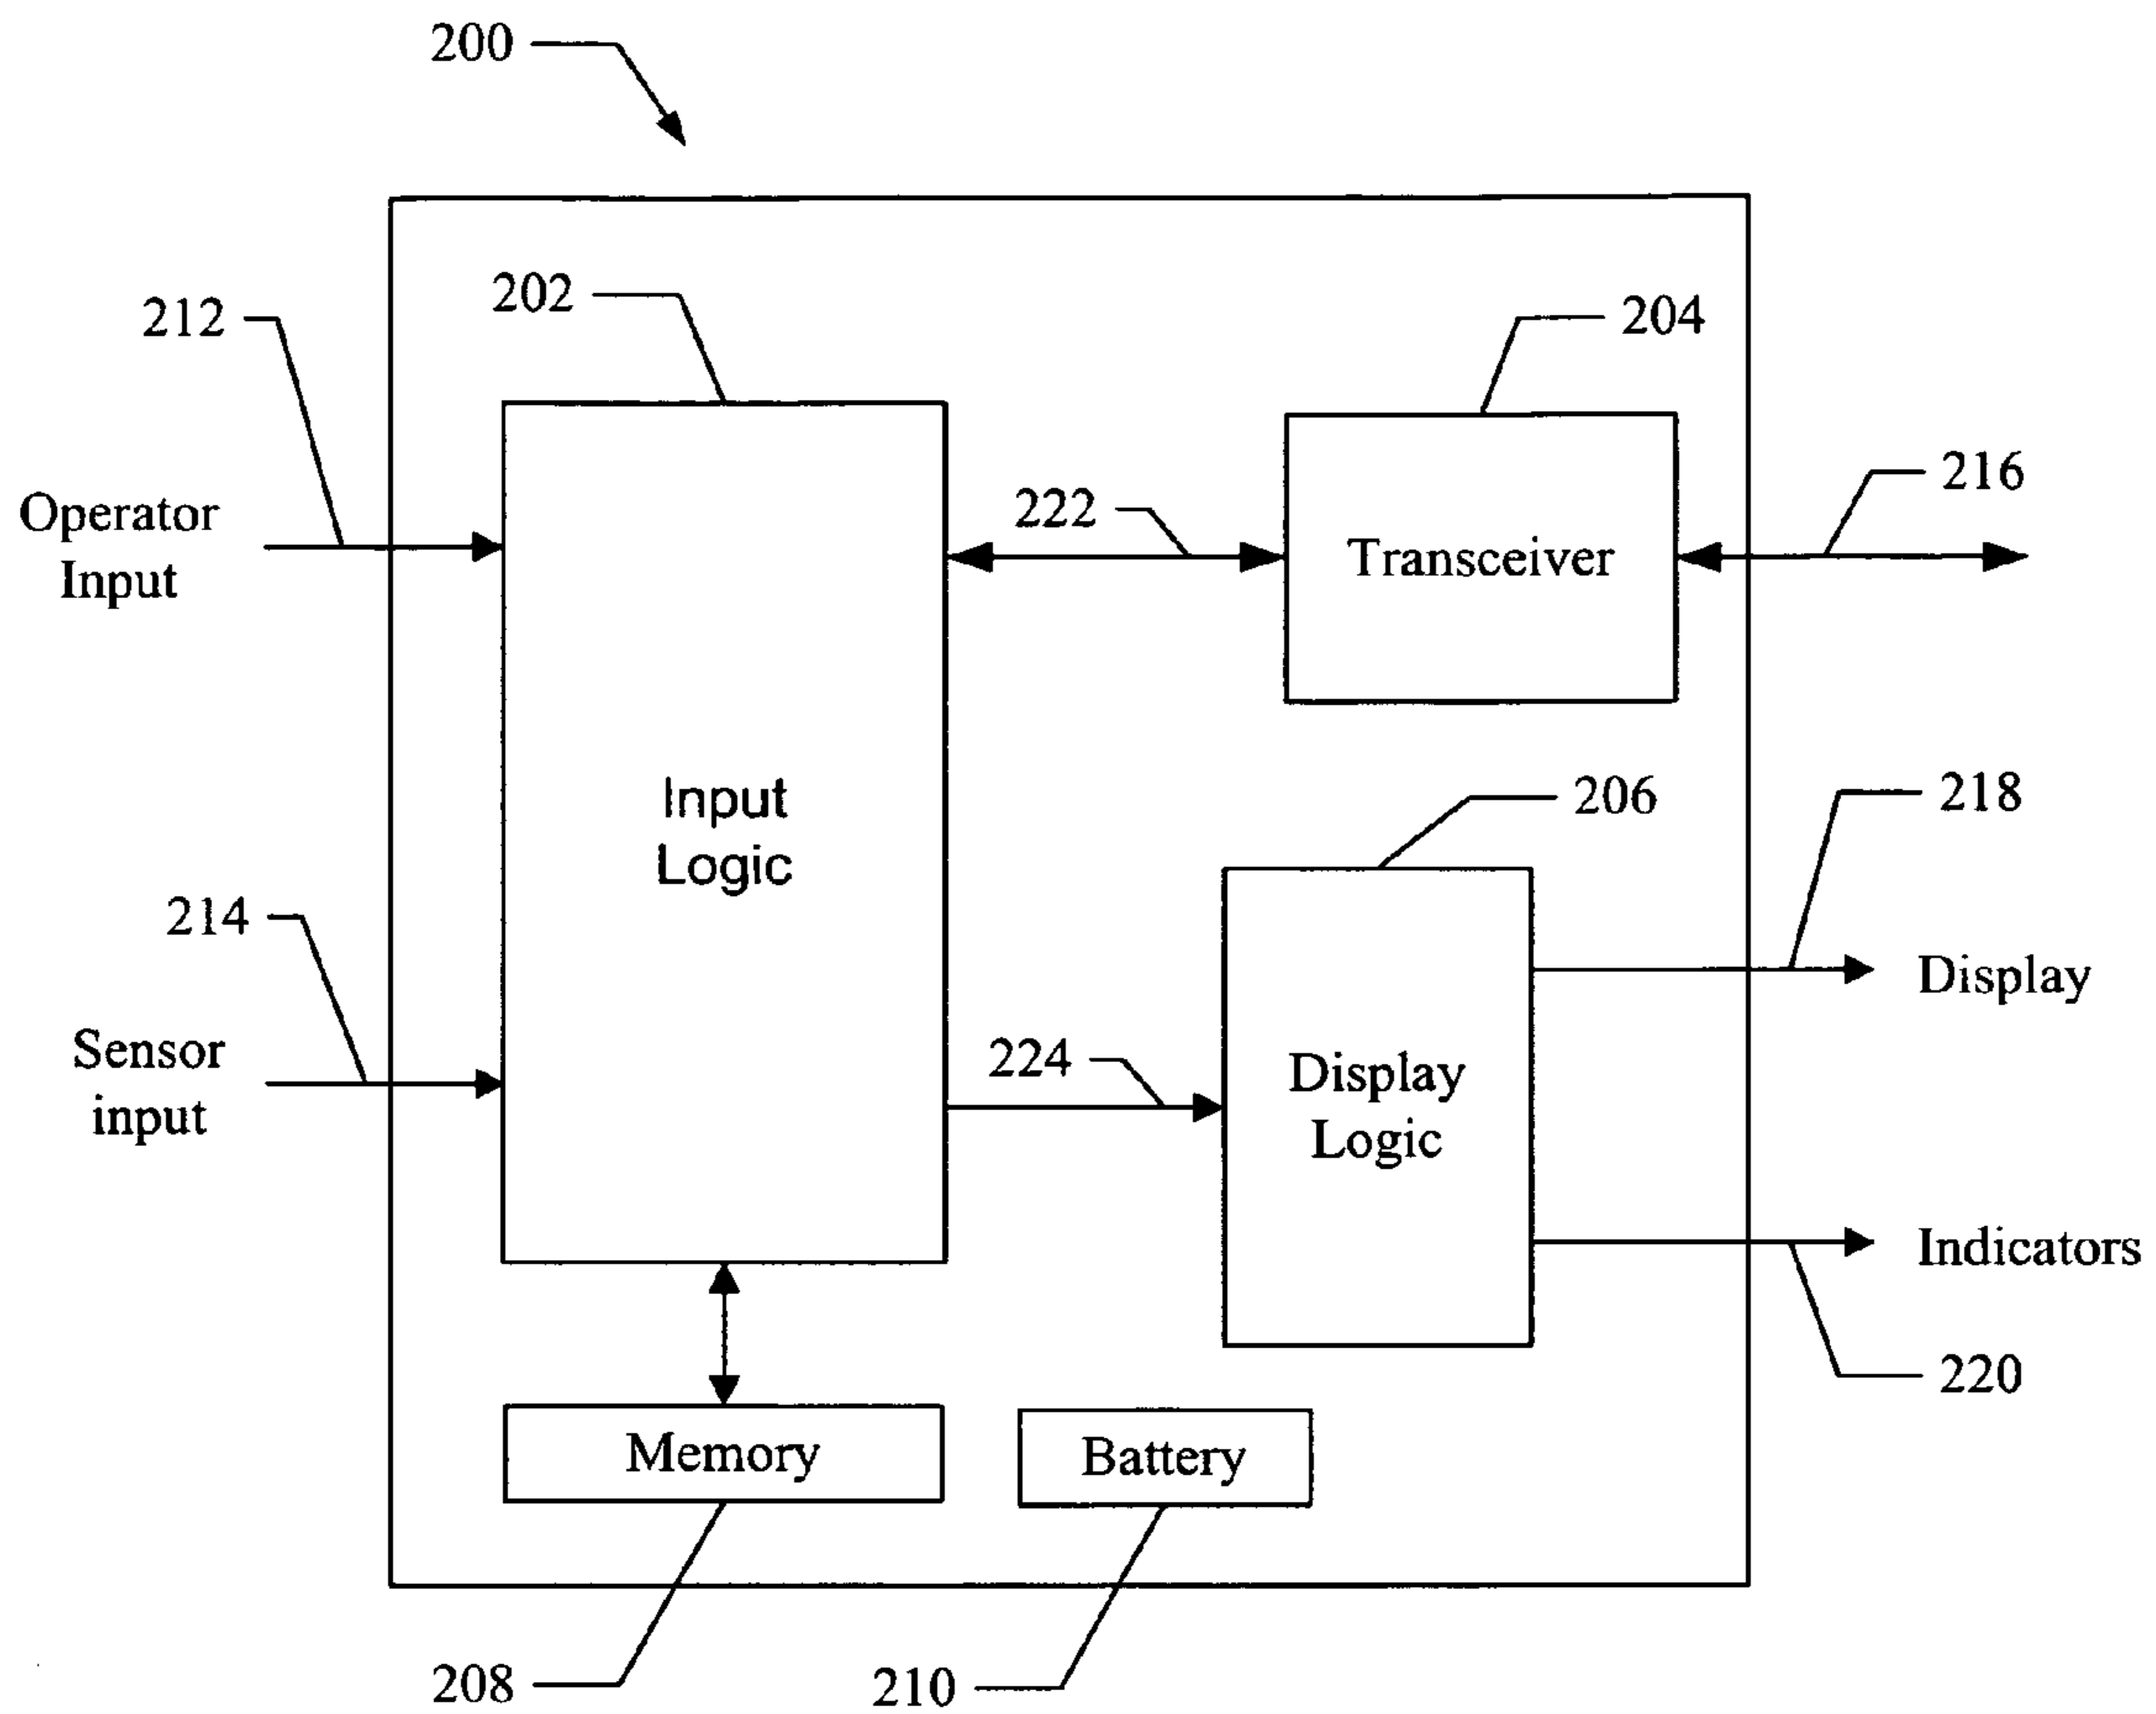 200
202
212
204
Operator
Input
222
Transceiver
216
Input
Logic
206
218
214
Display
Sensor
input
224
Display
Logic
Indicators
220
Memory
Battery
208
210